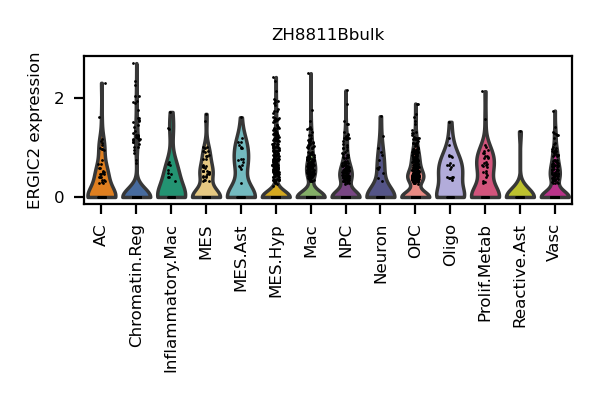 ZH8811Bbulk
ERGIC2 expression
2
0
AC
Chromatin.Reg
Inflammatory.Mac
MES
MES.Ast
MES.Hyp
Mac
NPC
Neuron
OPC
Oligo
Prolif.Metab
Reactive.Ast
Vasc